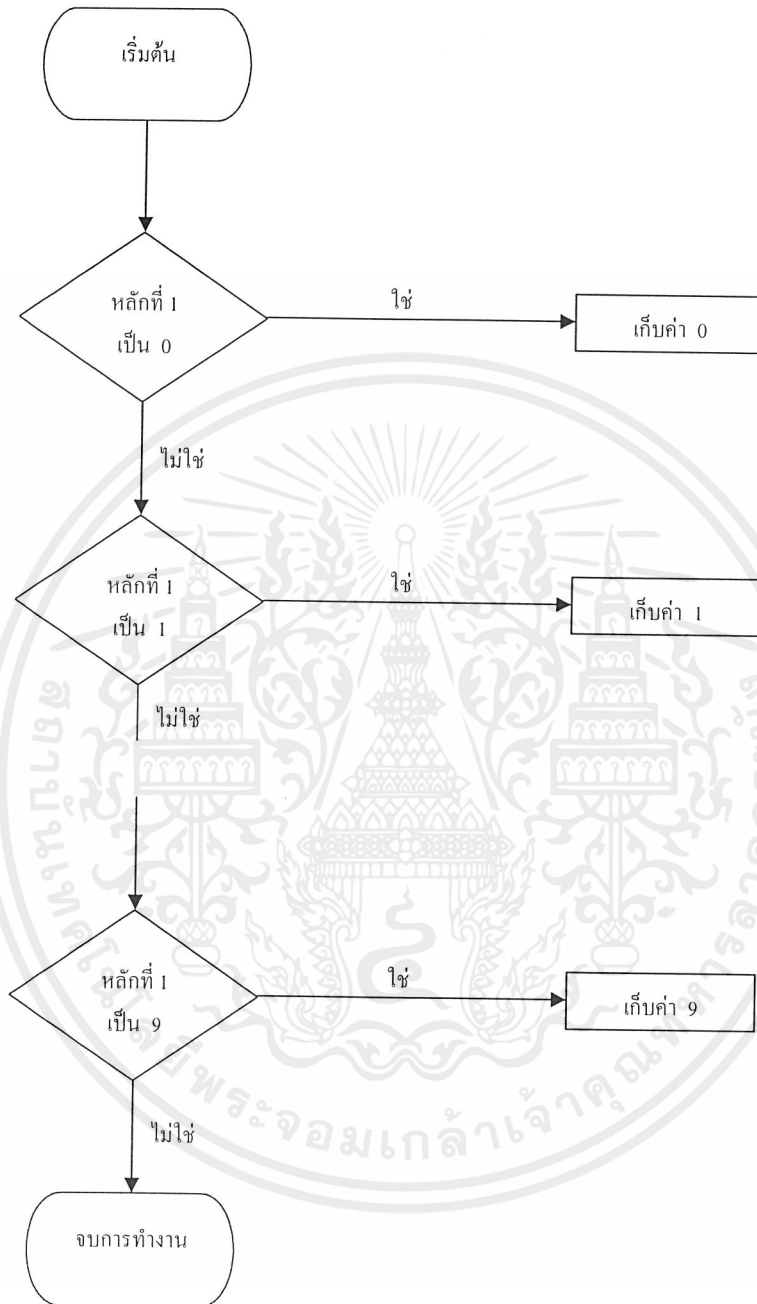 เริ่มต้น
หลักที่ 1
เป็น 0
ใช่
เก็บค่า 0
ไม่ใช่
หลักที่ 1
เป็น 1
ใช่
เก็บค่า 1
ไม่ใช่
หลักที่ 1
เป็น 9
ใช่
เก็บค่า 9
ไม่ใช่
จบการทำงาน